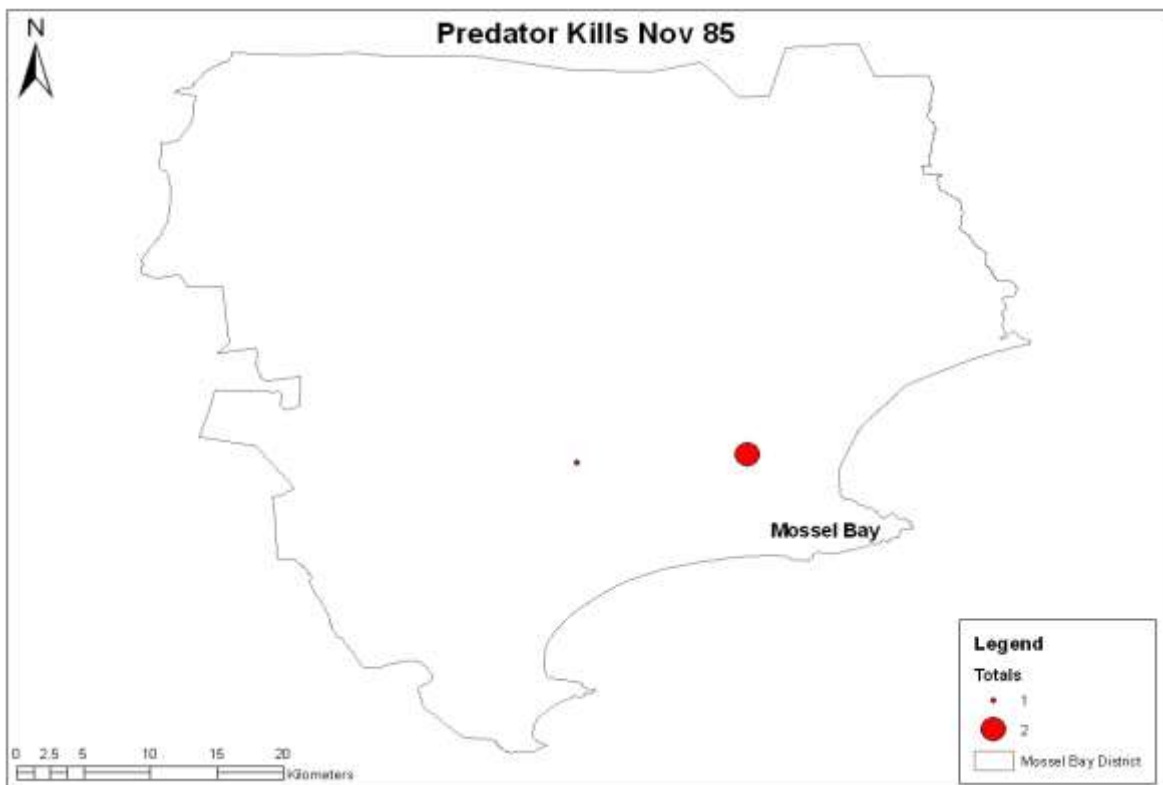 Predator Kills Nov 85
N
Mossel Bay
Legend
Totals
1
2
Mossel Bay District
0 2.5 5 10 15 20
Kilometers